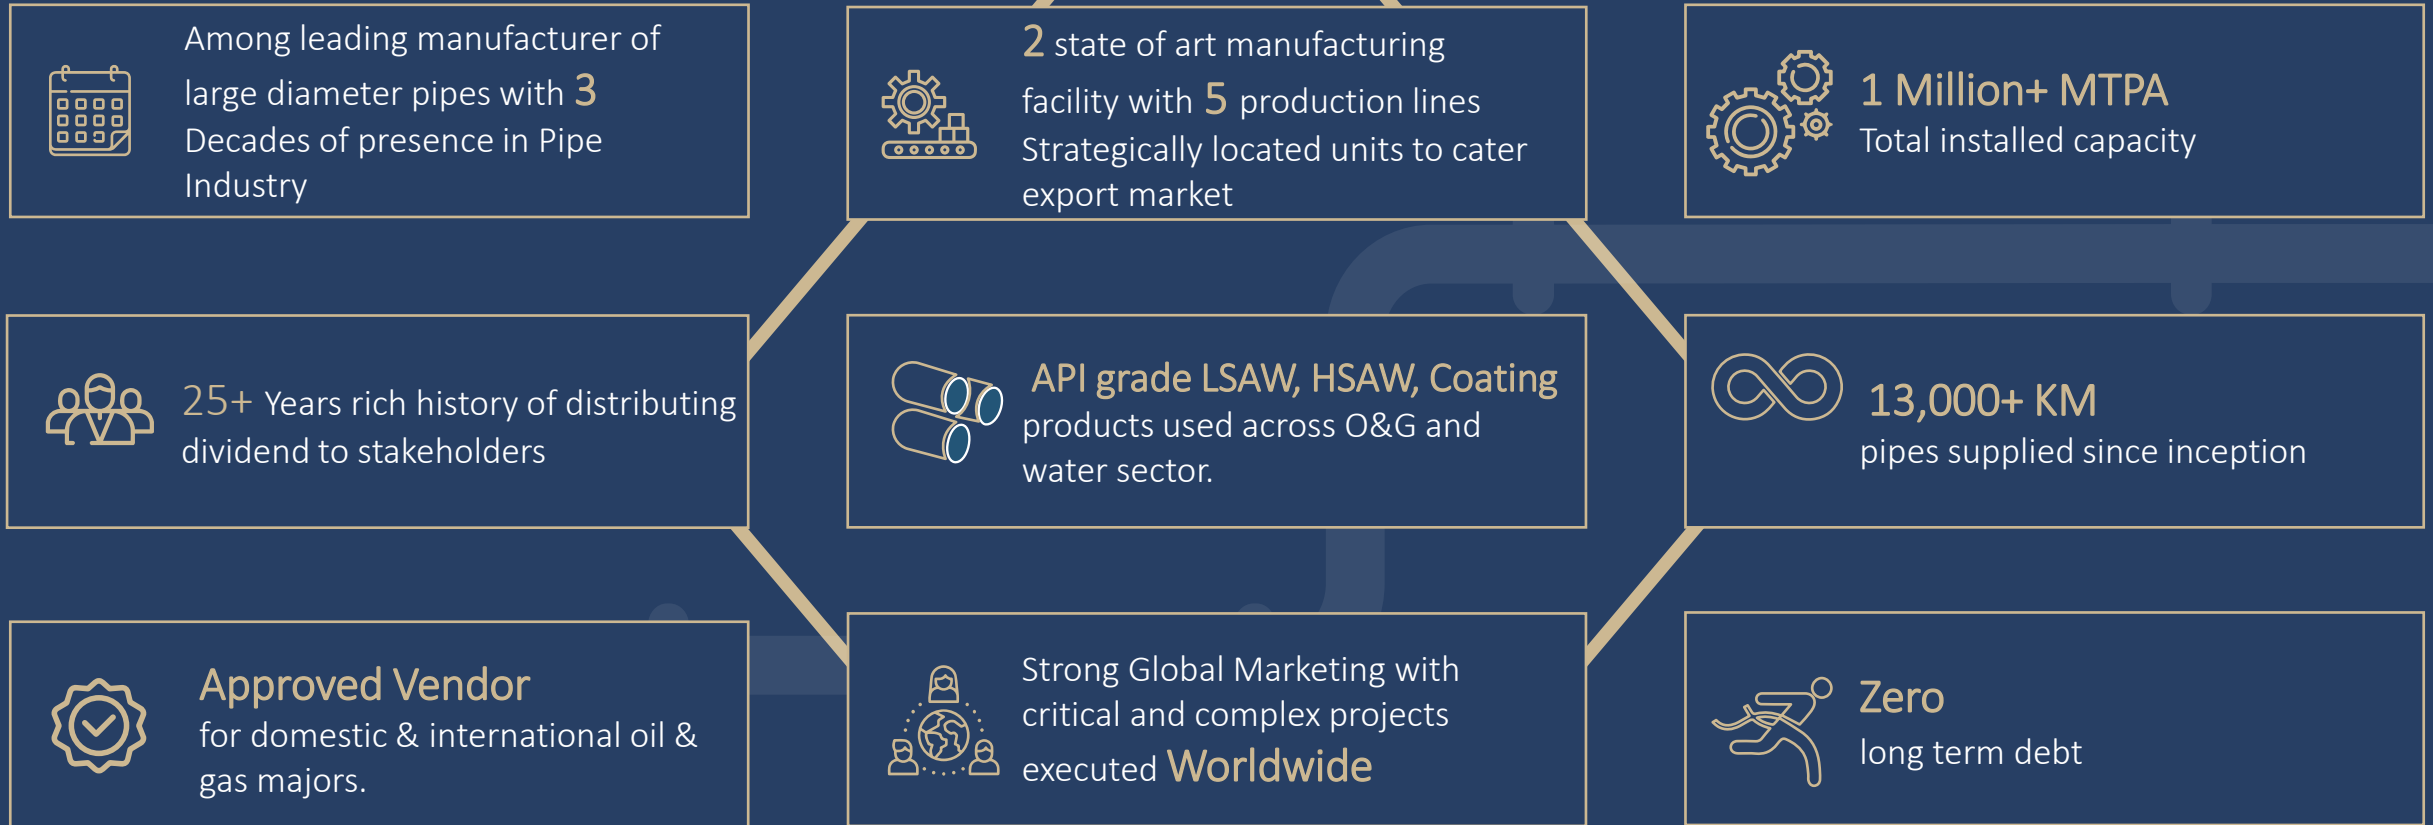 Among leading manufacturer of
large diameter pipes with 3
Decades of presence in Pipe
Industry
2 state of art manufacturing
facility with 5 production lines
Strategically located units to cater
export market
1 Million+ MTPA
Total installed capacity
25+ Years rich history of distributing
dividend to stakeholders
API grade LSAW, HSAW, Coating
products used across O&G and
water sector.
13,000+ KM
pipes supplied since inception
Approved Vendor
for domestic & international oil &
gas majors.
Strong Global Marketing with
critical and complex projects
executed Worldwide
Zero
long term debt